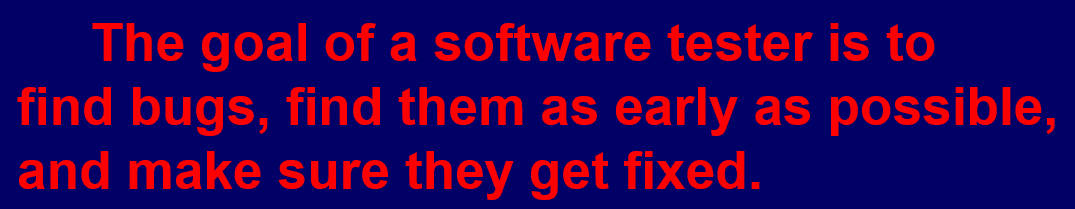 The goal of a software tester is to
find bugs, find them as early as possible,
and make sure they get fixed.